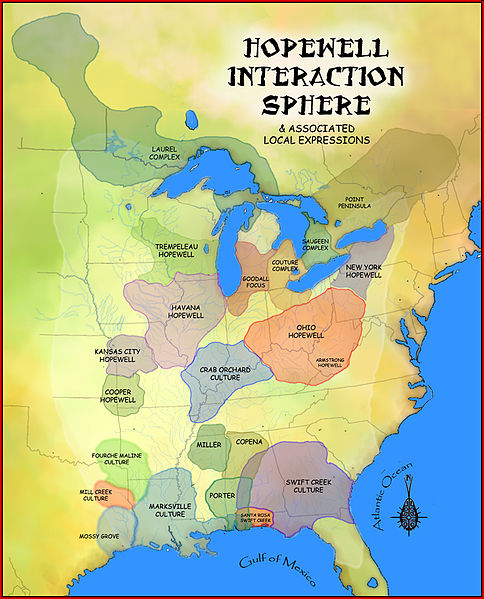 HOPEWELL
INTERACTION
SPHERE
& ASSOCIATED
LOCAL EXPRESSIONS
LAUREL
COMPLEX
POINT
PENINSULA
TREMPELEAU
HOPEWELL
SAUGEEN
COMPLEX
COUTURE
COMPLEX
NEW YORK
HOPEWELL
GOODALL
FOCUS
HAVANA
HOPEWELL
OHIO
HOPEWELL
ARMSTRONG
HOPEWELL
KANSAS CITY
HOPEWELL
CRAB ORCHARD
CULTURE
COOPER
HOPEWELL
MILLER
COPENA
FOURCHE MALINE
CULTURE
MILL CREEK
CULTURE
MARKSVILLE
CULTURE
PORTER
SWIFT CREEK
CULTURE
SANTA ROSA
SWIFT CREEK
MOSSY GROVE
Atlantic Ocean
Gulf of Mexico